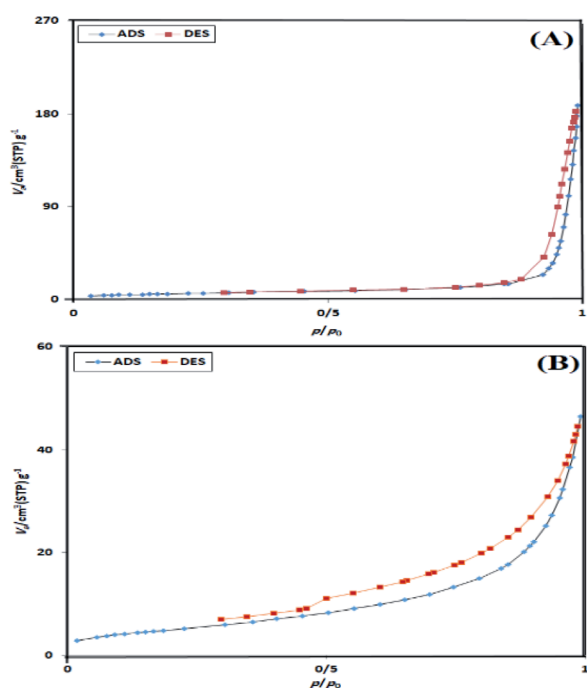 270
ADS DES
(A)
180
Va/cm³(STP) g⁻¹
90
0
0 0/5 1
p/p₀
60
ADS DES
(B)
40
Va/cm³(STP) g⁻¹
20
0
0 0/5 1
p/p₀